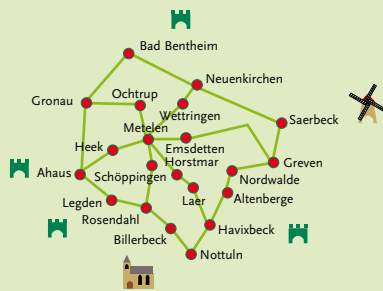 Bad Bentheim
Neuenkirchen
Gronau
Ochtrup
Wettringen
Metelen
Saerbeck
Heek
Emsdetten
Horstmar
Greven
Ahaus
Schöppingen
Nordwalde
Legden
Laer
Altenberge
Rosendahl
Havixbeck
Billerbeck
Nottuln